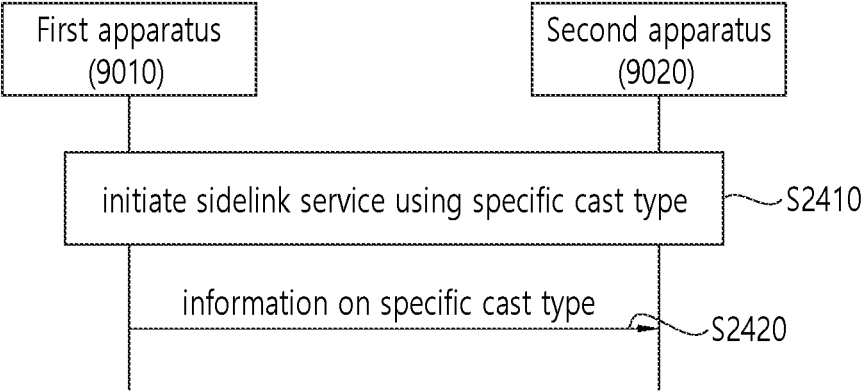 First apparatus
(9010)
Second apparatus
(9020)
initiate sidelink service using specific cast type
S2410
information on specific cast type
S2420